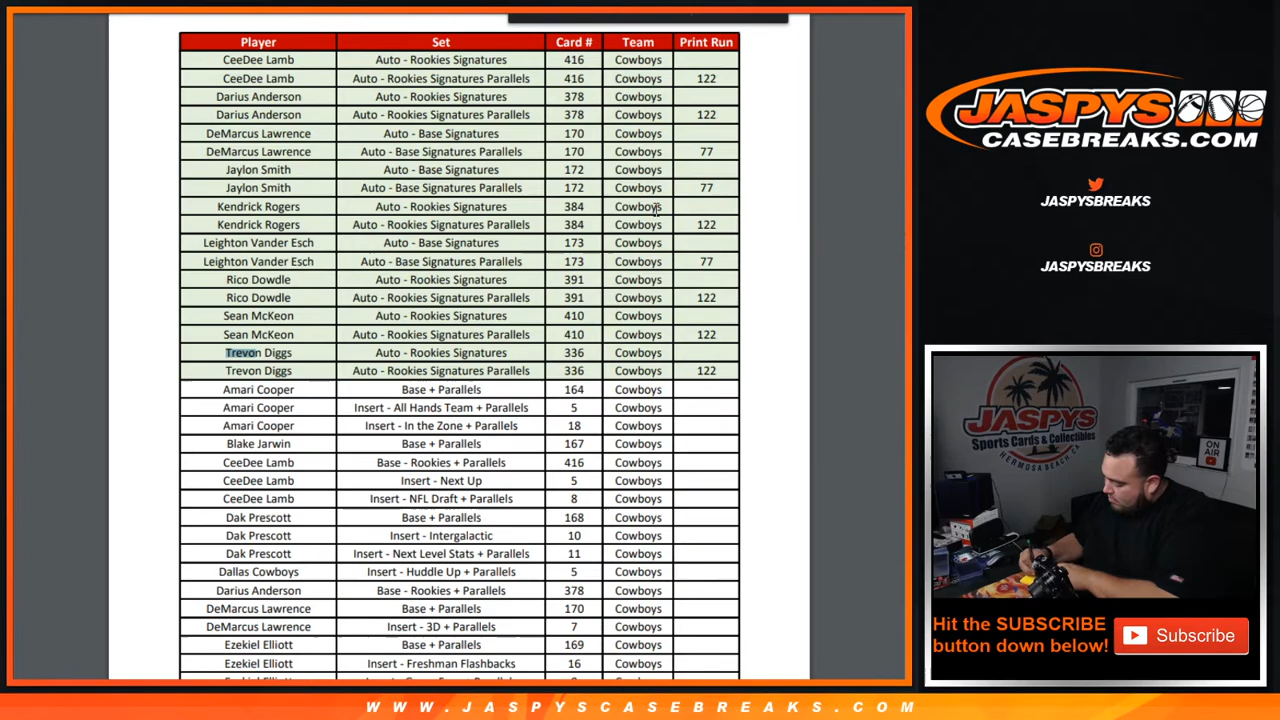 Player Set Card # Team Print Run
CeeDee Lamb Auto - Rookies Signatures 416 Cowboys
CeeDee Lamb Auto - Rookies Signatures Parallels 416 Cowboys 122
Darius Anderson Auto - Rookies Signatures 378 Cowboys
Darius Anderson Auto - Rookies Signatures Parallels 378 Cowboys 122
DeMarcus Lawrence Auto - Base Signatures 170 Cowboys
DeMarcus Lawrence Auto - Base Signatures Parallels 170 Cowboys 77
Jaylon Smith Auto - Base Signatures 172 Cowboys
Jaylon Smith Auto - Base Signatures Parallels 172 Cowboys 77
Kendrick Rogers Auto - Rookies Signatures 384 Cowboys
Kendrick Rogers Auto - Rookies Signatures Parallels 384 Cowboys 122
Leighton Vander Esch Auto - Base Signatures 173 Cowboys
Leighton Vander Esch Auto - Base Signatures Parallels 173 Cowboys 77
Rico Dowdle Auto - Rookies Signatures 391 Cowboys
Rico Dowdle Auto - Rookies Signatures Parallels 391 Cowboys 122
Sean McKeon Auto - Rookies Signatures 410 Cowboys
Sean McKeon Auto - Rookies Signatures Parallels 410 Cowboys 122
Trevon Diggs Auto - Rookies Signatures 336 Cowboys
Trevon Diggs Auto - Rookies Signatures Parallels 336 Cowboys 122
Amari Cooper Base + Parallels 164 Cowboys
Amari Cooper Insert - All Hands Team + Parallels 5 Cowboys
Amari Cooper Insert - In the Zone + Parallels 18 Cowboys
Blake Jarwin Base + Parallels 167 Cowboys
CeeDee Lamb Base - Rookies + Parallels 416 Cowboys
CeeDee Lamb Insert - Next Up 5 Cowboys
CeeDee Lamb Insert - NFL Draft + Parallels 8 Cowboys
Dak Prescott Base + Parallels 168 Cowboys
Dak Prescott Insert - Intergalactic 10 Cowboys
Dak Prescott Insert - Next Level Stats + Parallels 11 Cowboys
Dallas Cowboys Insert - Huddle Up + Parallels 5 Cowboys
Darius Anderson Base - Rookies + Parallels 378 Cowboys
DeMarcus Lawrence Base + Parallels 170 Cowboys
DeMarcus Lawrence Insert - 3D + Parallels 7 Cowboys
Ezekiel Elliott Base + Parallels 169 Cowboys
Ezekiel Elliott Insert - Freshman Flashbacks 16 Cowboys
JASPYS
CASEBREAKS.COM
JASPYSBREAKS
JASPYSBREAKS
JASPYS
Sports Cards & Collectibles
HERMOSA BEACH, CA
ON AIR
Hit the SUBSCRIBE
button down below!
Subscribe
WWW.JASPYSCASEBREAKS.COM